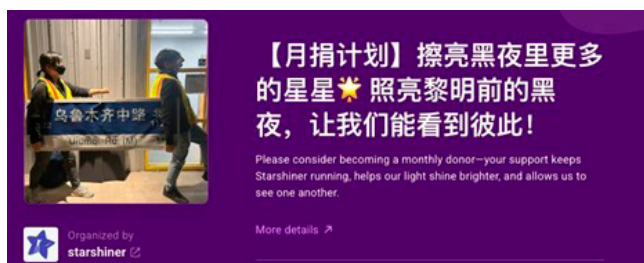 【月捐计划】擦亮黑夜里更多
的星星🌟 照亮黎明前的黑
夜，让我们能看到彼此！
乌鲁木齐中路 北
Urumqi Rd. (M)
Please consider becoming a monthly donor—your support keeps
Starshiner running, helps our light shine brighter, and allows us to
see one another.
More details ↗
Organized by
starshiner